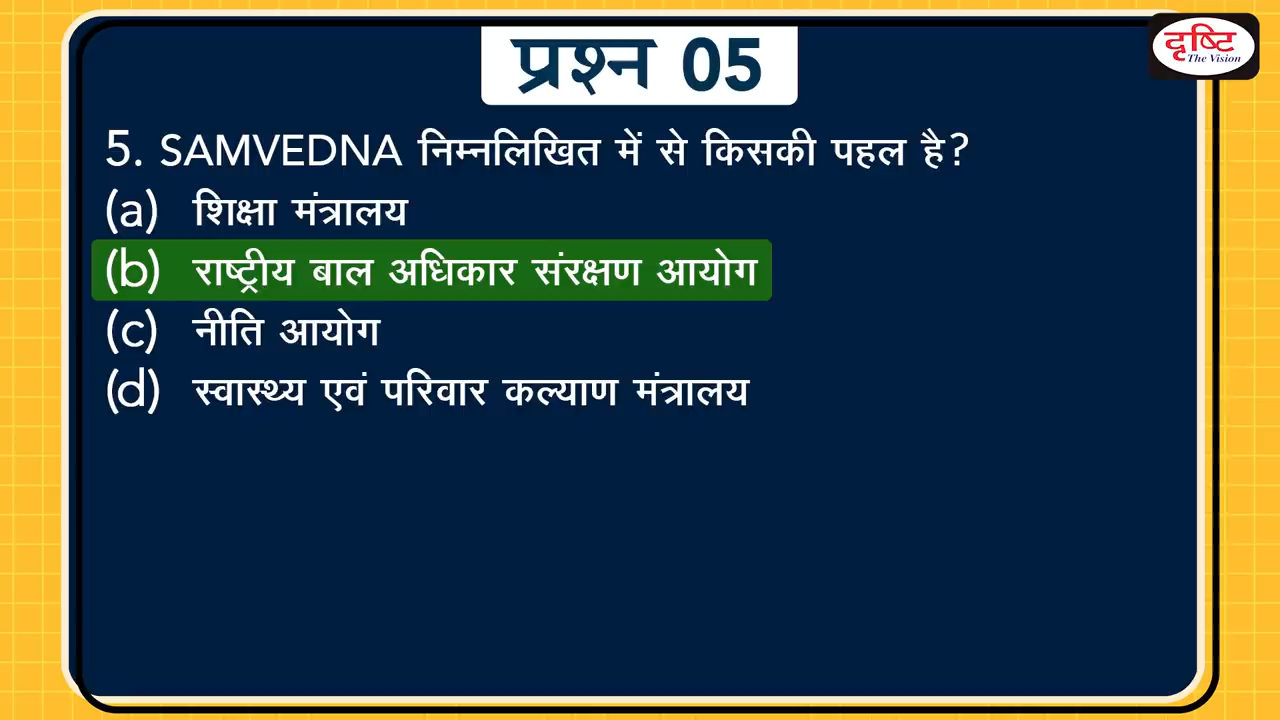 प्रश्न 05
दृष्टि
The Vision
5. SAMVEDNA निम्नलिखित में से किसकी पहल है?
(a) शिक्षा मंत्रालय
(b) राष्ट्रीय बाल अधिकार संरक्षण आयोग
(c) नीति आयोग
(d) स्वास्थ्य एवं परिवार कल्याण मंत्रालय